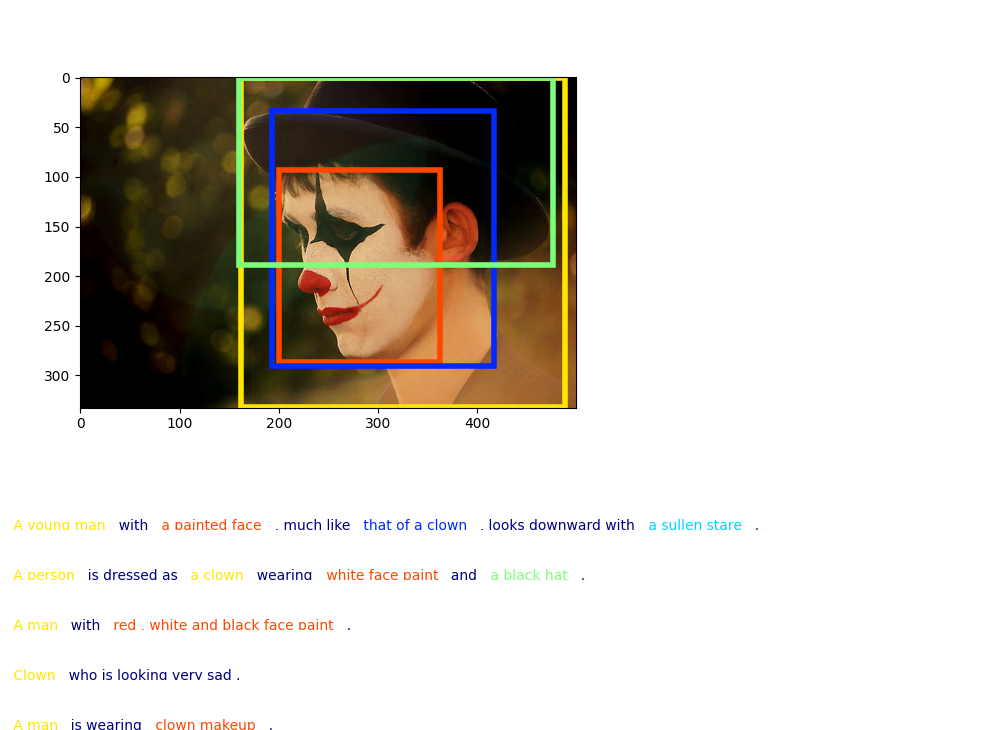 0
50
100
150
200
250
300
0 100 200 300 400
A young man with a painted face , much like that of a clown , looks downward with a sullen stare .
A person is dressed as a clown wearing white face paint and a black hat .
A man with red , white and black face paint .
Clown who is looking very sad .
A man is wearing clown makeup .